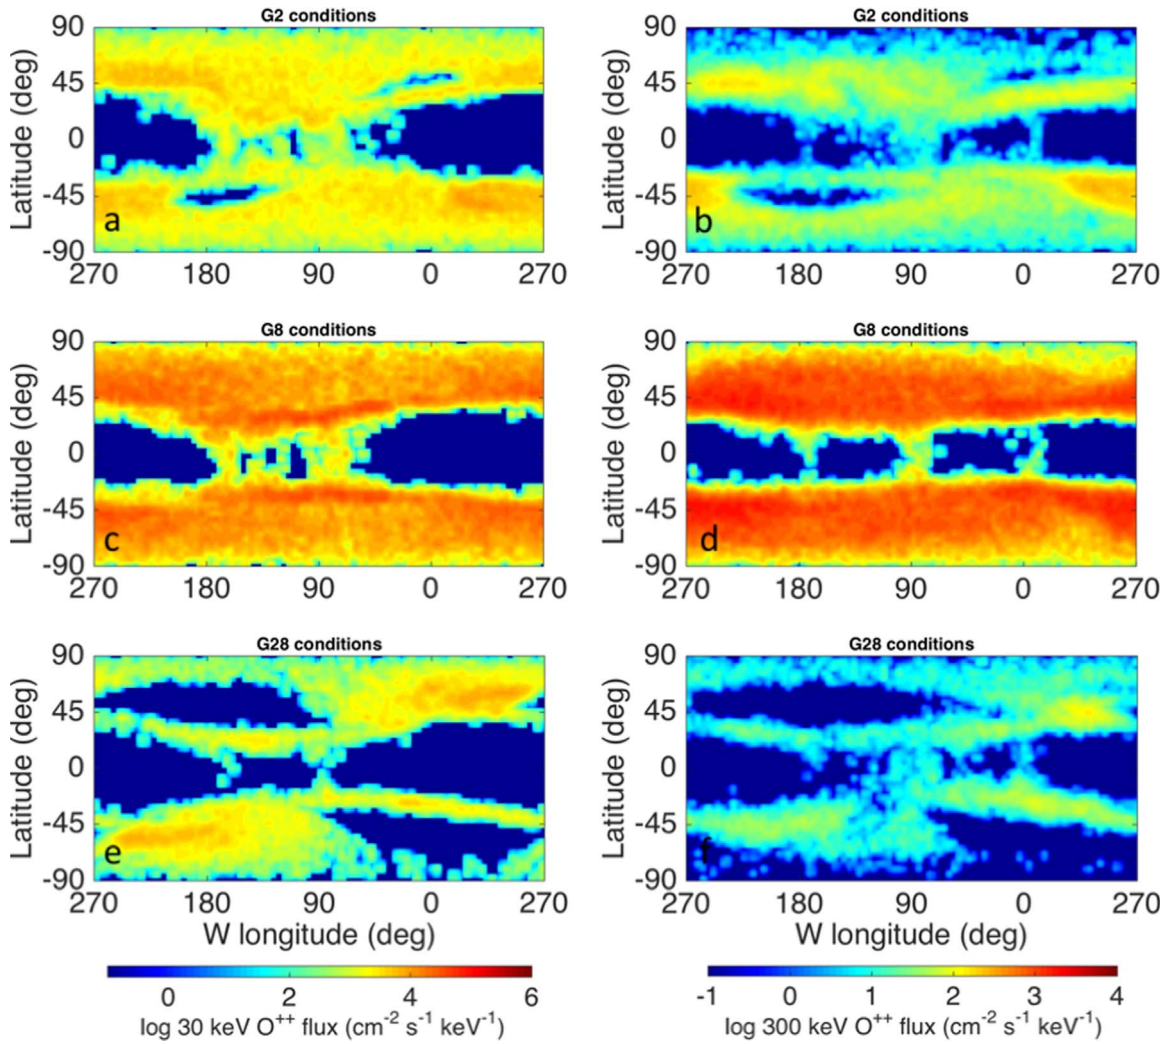 G2 conditions
G2 conditions
90
45
0
-45
-90
Latitude (deg)
a
270 180 90 0 270
90
45
0
-45
-90
Latitude (deg)
b
270 180 90 0 270
G8 conditions
G8 conditions
90
45
0
-45
-90
Latitude (deg)
c
270 180 90 0 270
90
45
0
-45
-90
Latitude (deg)
d
270 180 90 0 270
G28 conditions
G28 conditions
90
45
0
-45
-90
Latitude (deg)
e
270 180 90 0 270
W longitude (deg)
90
45
0
-45
-90
Latitude (deg)
f
270 180 90 0 270
W longitude (deg)
0 2 4 6
log 30 keV O⁺⁺ flux (cm⁻² s⁻¹ keV⁻¹)
-1 0 1 2 3 4
log 300 keV O⁺⁺ flux (cm⁻² s⁻¹ keV⁻¹)